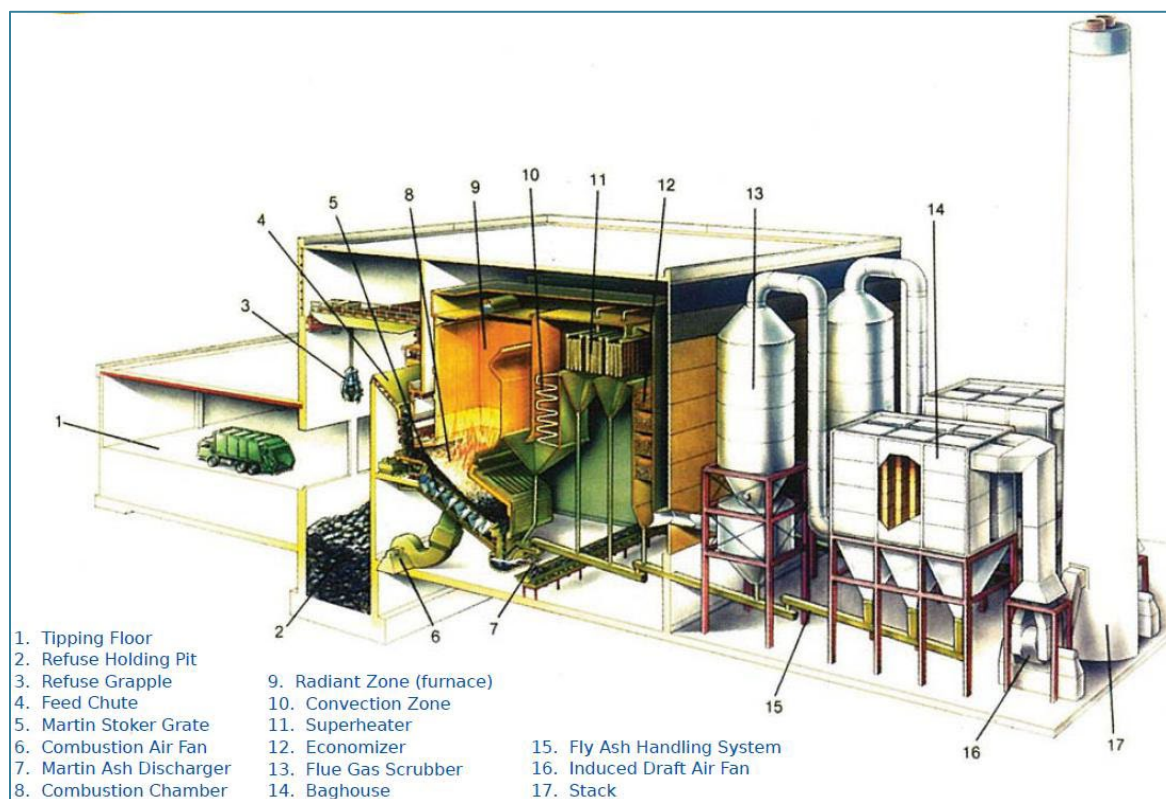 10
11
9
12
8
13
5
14
4
3
1
2
6
7
15
16
17
1. Tipping Floor
2. Refuse Holding Pit
3. Refuse Grapple
4. Feed Chute
5. Martin Stoker Grate
6. Combustion Air Fan
7. Martin Ash Discharger
8. Combustion Chamber
9. Radiant Zone (furnace)
10. Convection Zone
11. Superheater
12. Economizer
13. Flue Gas Scrubber
14. Baghouse
15. Fly Ash Handling System
16. Induced Draft Air Fan
17. Stack